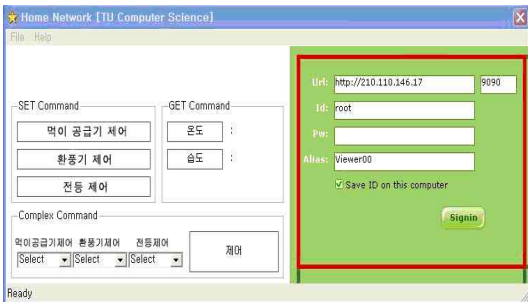 Home Network [TU Computer Science]
File Help
SET Command
먹이 공급기 제어
환풍기 제어
전등 제어
GET Command
온도 :
습도 :
Complex Command
먹이공급기제어 환풍기제어 전등제어
Select Select Select
제어
Url: http://210.110.146.17 9090
Id: root
Pw:
Alias: Viewer00
Save ID on this computer
Signin
Ready